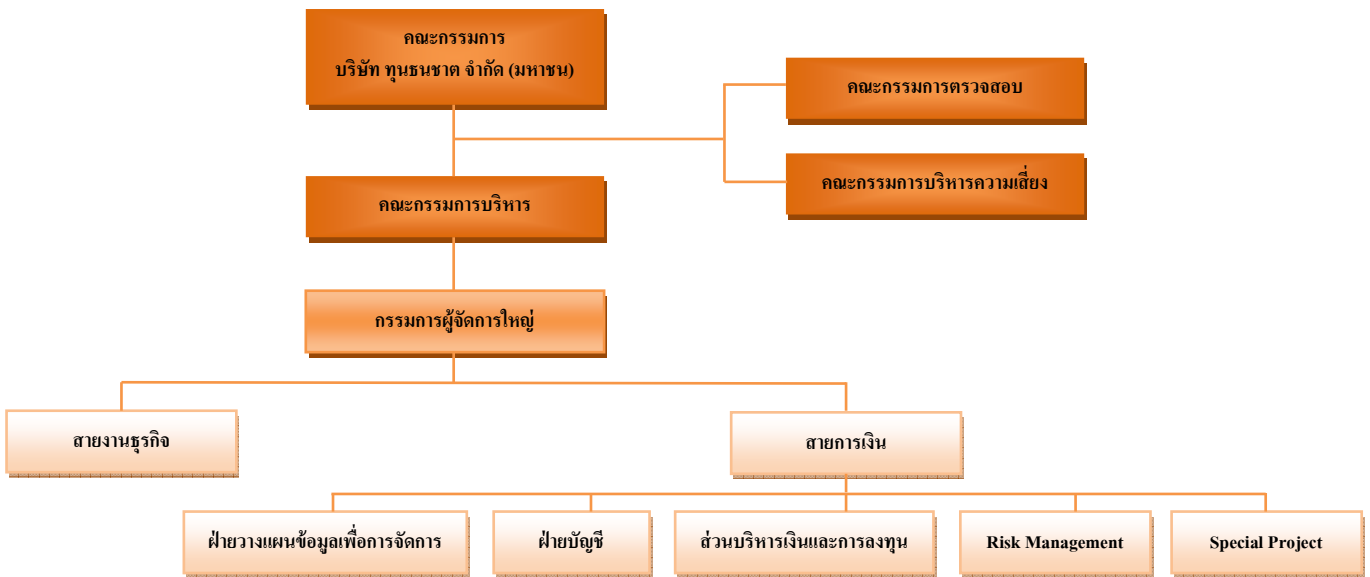 คณะกรรมการ
บริษัท ทุนธนชาต จำกัด (มหาชน)
คณะกรรมการตรวจสอบ
คณะกรรมการบริหารความเสี่ยง
คณะกรรมการบริหาร
กรรมการผู้จัดการใหญ่
สายงานธุรกิจ
สายการเงิน
ฝ่ายวางแผนข้อมูลเพื่อการจัดการ
ฝ่ายบัญชี
ส่วนบริหารเงินและการลงทุน
Risk Management
Special Project